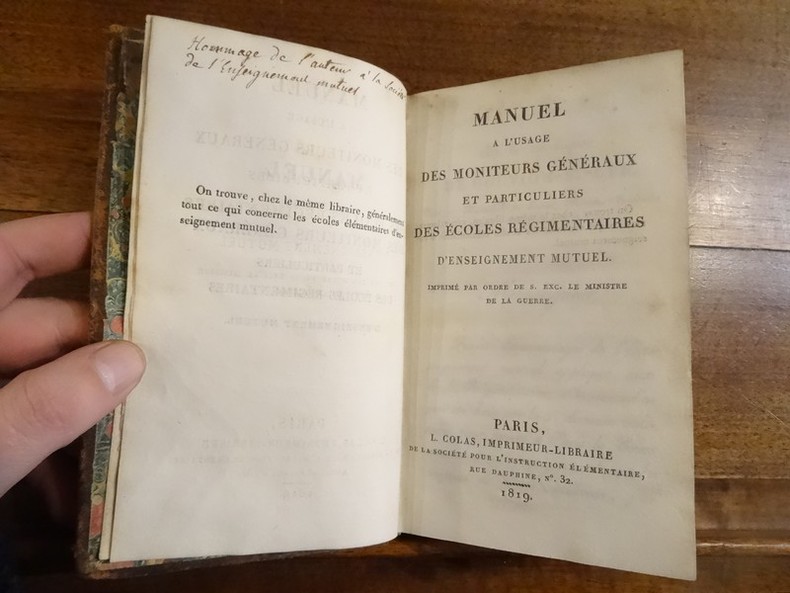 Hommage de l'auteur à la Société
de l'Enseignement mutuel
On trouve, chez le même libraire, généralement
tout ce qui concerne les écoles élémentaires d'en-
seignement mutuel.
MANUEL
A L'USAGE
DES MONITEURS GÉNÉRAUX
ET PARTICULIERS
DES ÉCOLES RÉGIMENTAIRES
D'ENSEIGNEMENT MUTUEL.
IMPRIMÉ PAR ORDRE DE S. EXC. LE MINISTRE
DE LA GUERRE.
PARIS,
L. COLAS, IMPRIMEUR-LIBRAIRE
DE LA SOCIÉTÉ POUR L'INSTRUCTION ÉLÉMENTAIRE,
RUE DAUPHINE, N°. 32.
1819.